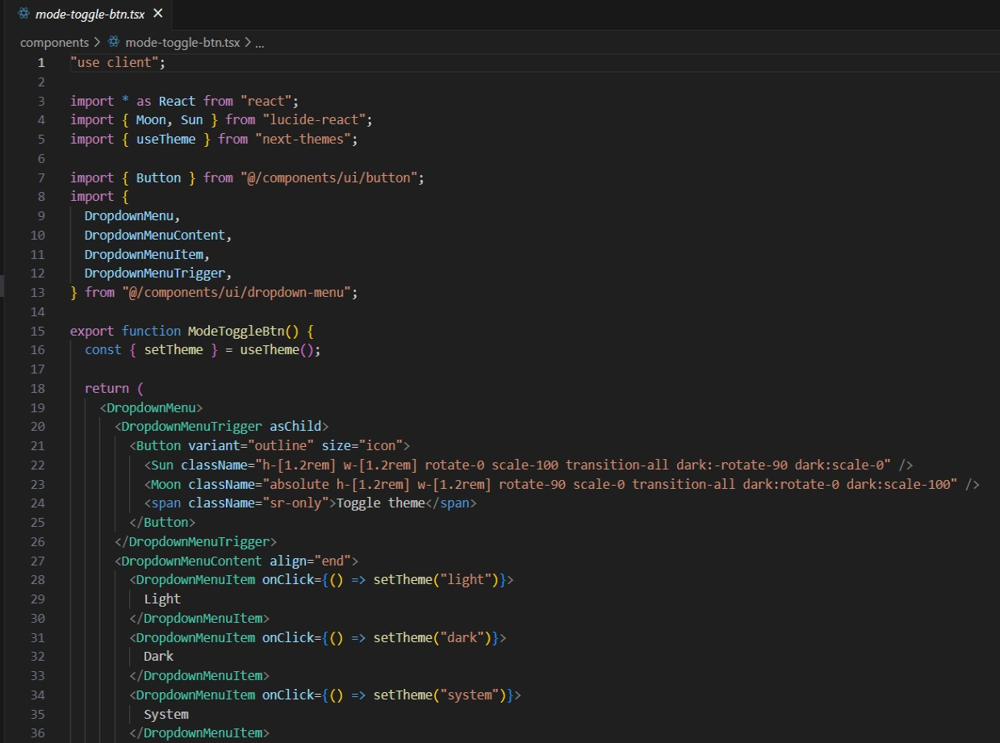 mode-toggle-btn.tsx ×
components > mode-toggle-btn.tsx > ...
1 "use client";
2
3 import * as React from "react";
4 import { Moon, Sun } from "lucide-react";
5 import { useTheme } from "next-themes";
6
7 import { Button } from "@/components/ui/button";
8 import {
9   DropdownMenu,
10   DropdownMenuContent,
11   DropdownMenuItem,
12   DropdownMenuTrigger,
13 } from "@/components/ui/dropdown-menu";
14
15 export function ModeToggleBtn() {
16   const { setTheme } = useTheme();
17
18   return (
19     <DropdownMenu>
20       <DropdownMenuTrigger asChild>
21         <Button variant="outline" size="icon">
22           <Sun className="h-[1.2rem] w-[1.2rem] rotate-0 scale-100 transition-all dark:-rotate-90 dark:scale-0" />
23           <Moon className="absolute h-[1.2rem] w-[1.2rem] rotate-90 scale-0 transition-all dark:rotate-0 dark:scale-100" />
24           <span className="sr-only">Toggle theme</span>
25         </Button>
26       </DropdownMenuTrigger>
27       <DropdownMenuContent align="end">
28         <DropdownMenuItem onClick={() => setTheme("light")}>
29           Light
30         </DropdownMenuItem>
31         <DropdownMenuItem onClick={() => setTheme("dark")}>
32           Dark
33         </DropdownMenuItem>
34         <DropdownMenuItem onClick={() => setTheme("system")}>
35           System
36         </DropdownMenuItem>